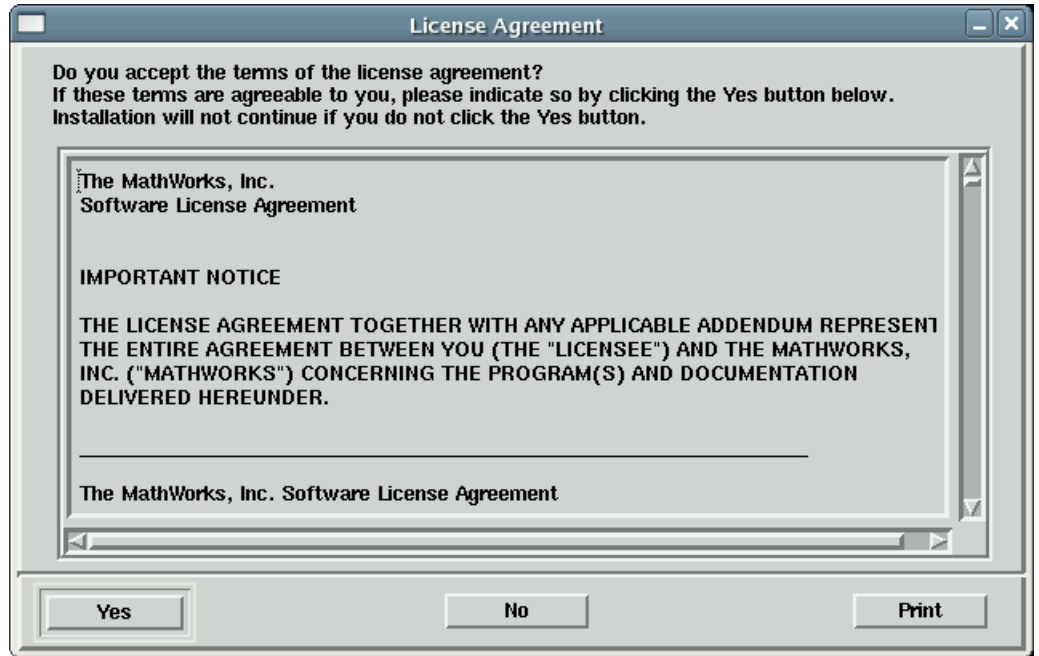 License Agreement
Do you accept the terms of the license agreement?
If these terms are agreeable to you, please indicate so by clicking the Yes button below.
Installation will not continue if you do not click the Yes button.
The MathWorks, Inc.
Software License Agreement
IMPORTANT NOTICE
THE LICENSE AGREEMENT TOGETHER WITH ANY APPLICABLE ADDENDUM REPRESENT
THE ENTIRE AGREEMENT BETWEEN YOU (THE "LICENSEE") AND THE MATHWORKS,
INC. ("MATHWORKS") CONCERNING THE PROGRAM(S) AND DOCUMENTATION
DELIVERED HEREUNDER.
The MathWorks, Inc. Software License Agreement
Yes No Print